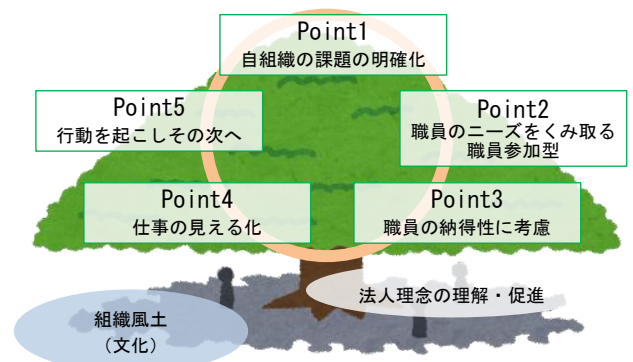 Point1
自組織の課題の明確化
Point5
行動を起こしその次へ
Point2
職員のニーズをくみ取る
職員参加型
Point4
仕事の見える化
Point3
職員の納得性に考慮
法人理念の理解・促進
組織風土
（文化）